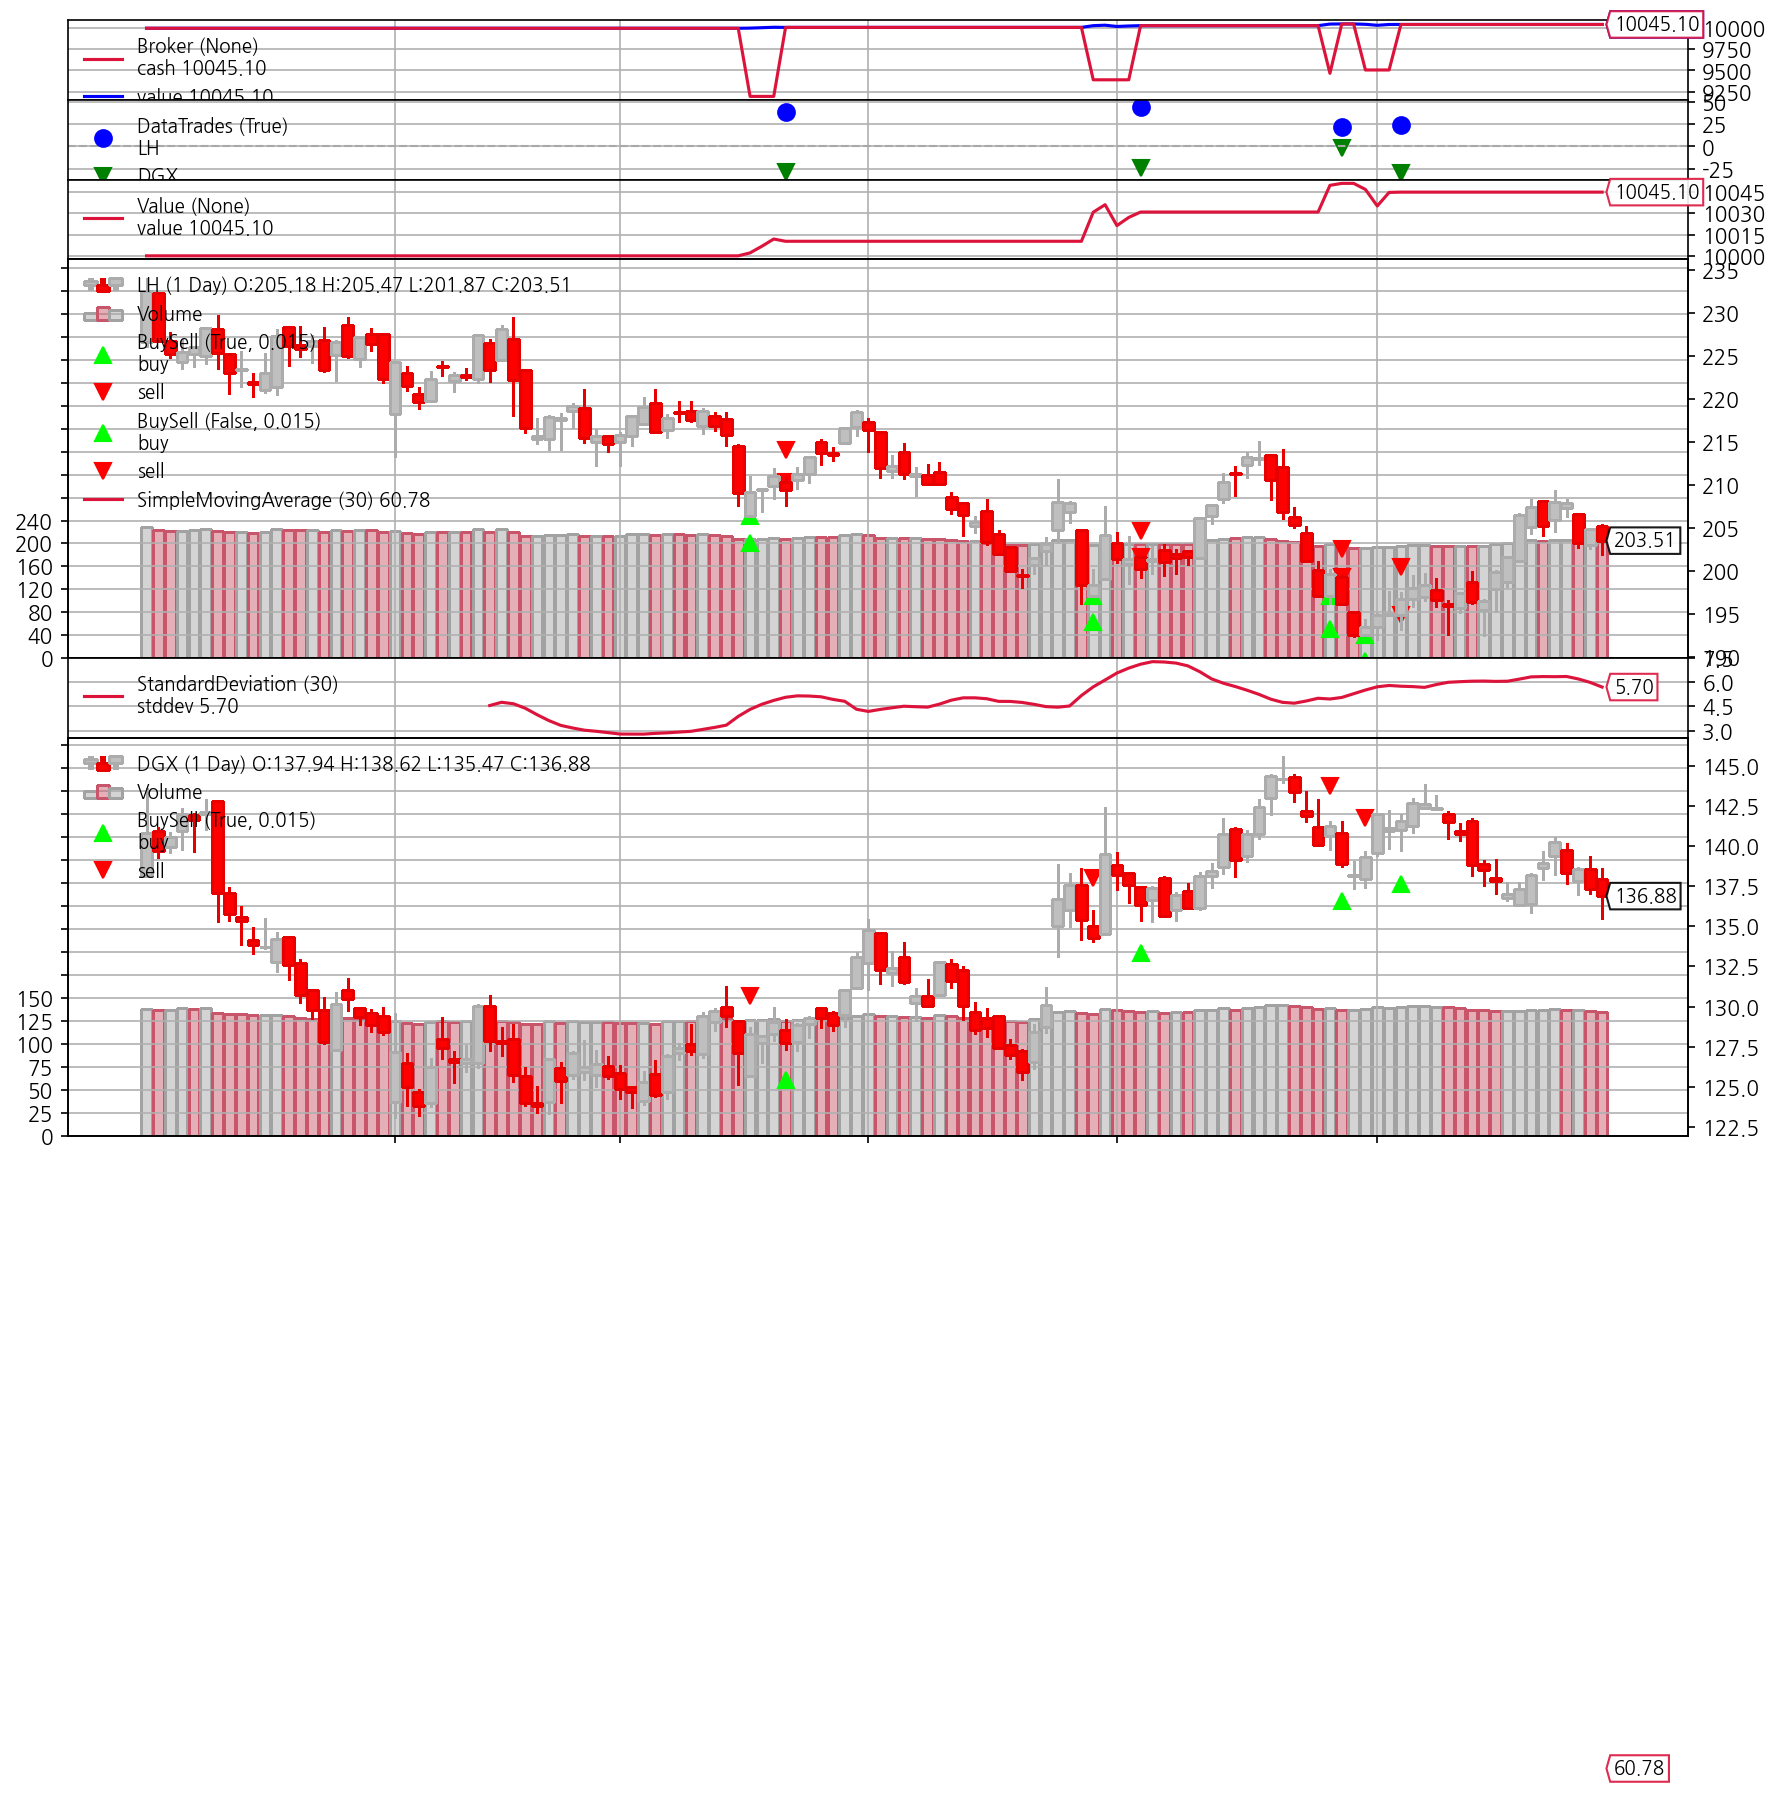 Broker (None)
cash 10045.10
value 10045.10
10045.10
10000
9750
9500
9250
DataTrades (True)
LH
DGX
50
25
0
-25
Value (None)
value 10045.10
10045.10
10045
10030
10015
10000
LH (1 Day) O:205.18 H:205.47 L:201.87 C:203.51
Volume
BuySell (True, 0.015)
buy
sell
BuySell (False, 0.015)
buy
sell
SimpleMovingAverage (30) 60.78
235
230
225
220
215
210
205
203.51
200
195
190
240
200
160
120
80
40
0
StandardDeviation (30)
stddev 5.70
7.5
6.0
5.70
4.5
3.0
DGX (1 Day) O:137.94 H:138.62 L:135.47 C:136.88
Volume
BuySell (True, 0.015)
buy
sell
145.0
142.5
140.0
137.5
136.88
135.0
132.5
130.0
127.5
125.0
122.5
150
125
100
75
50
25
0
60.78